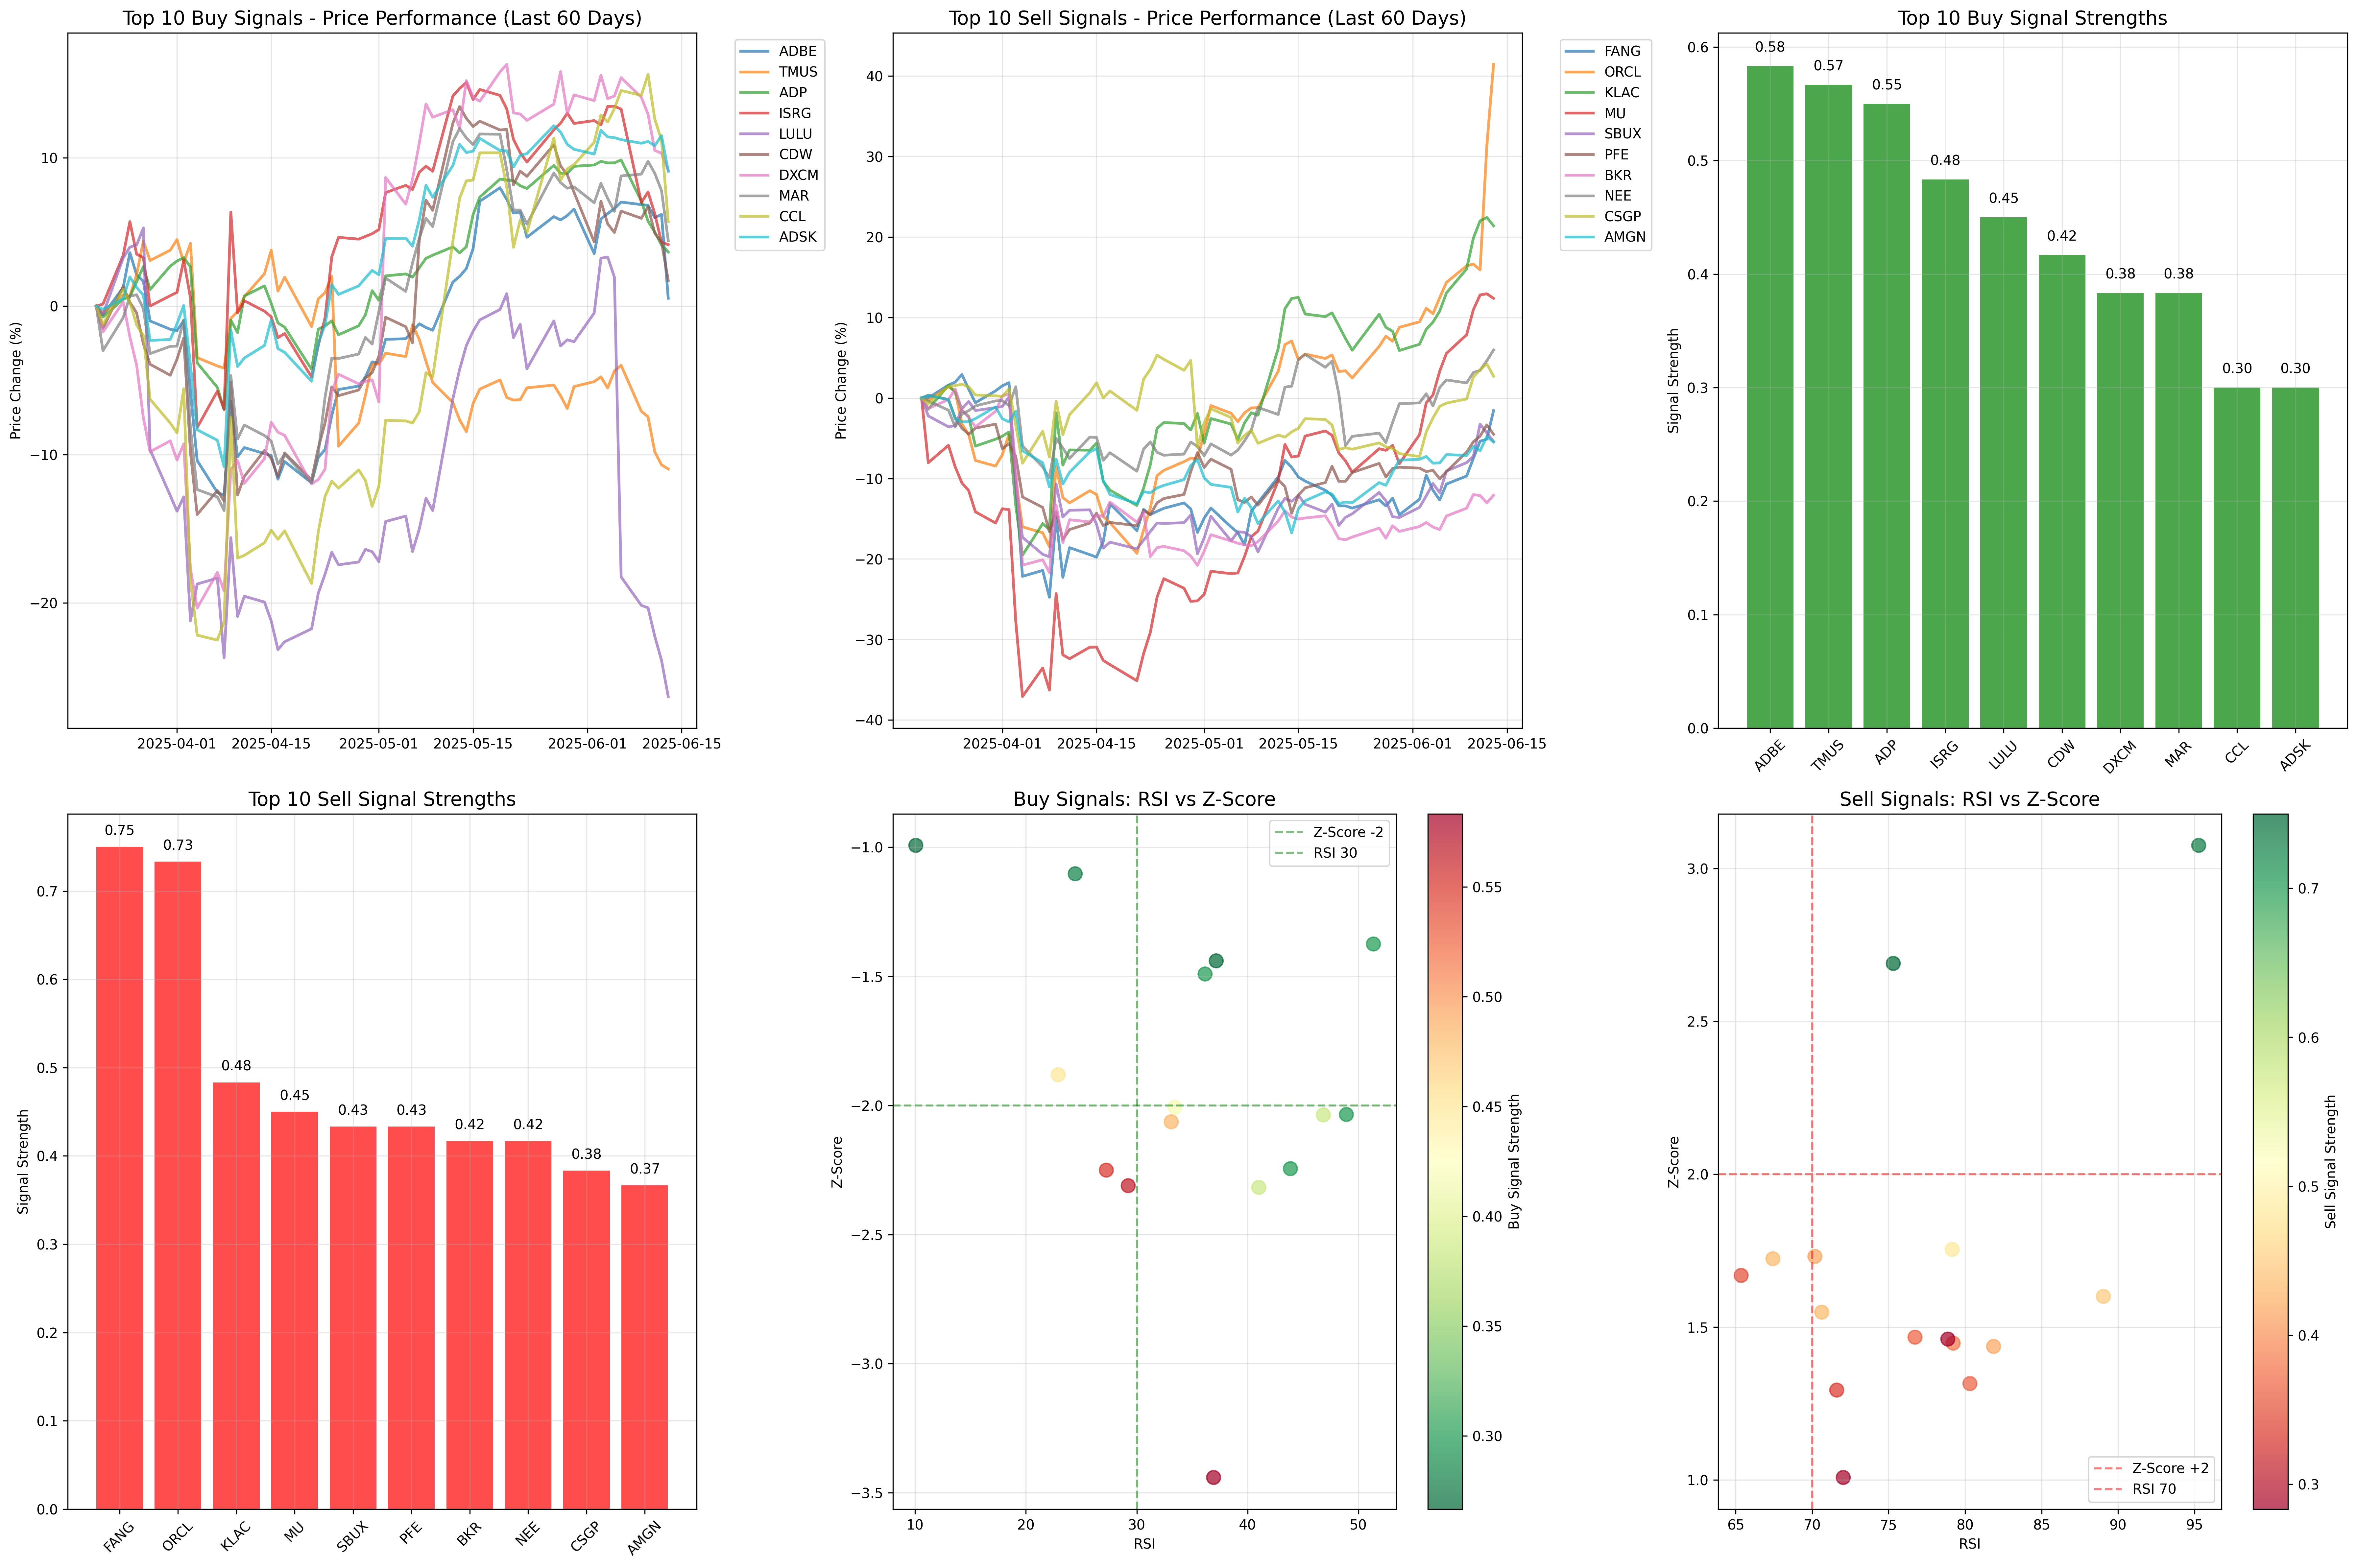 Top 10 Buy Signals - Price Performance (Last 60 Days)
Price Change (%)
10
0
−10
−20
2025-04-01 2025-04-15 2025-05-01 2025-05-15 2025-06-01 2025-06-15
ADBE
TMUS
ADP
ISRG
LULU
CDW
DXCM
MAR
CCL
ADSK
Top 10 Sell Signals - Price Performance (Last 60 Days)
Price Change (%)
40
30
20
10
0
−10
−20
−30
−40
2025-04-01 2025-04-15 2025-05-01 2025-05-15 2025-06-01 2025-06-15
FANG
ORCL
KLAC
MU
SBUX
PFE
BKR
NEE
CSGP
AMGN
Top 10 Buy Signal Strengths
Signal Strength
0.6
0.5
0.4
0.3
0.2
0.1
0.0
0.58 0.57 0.55 0.48 0.45 0.42 0.38 0.38 0.30 0.30
ADBE TMUS ADP ISRG LULU CDW DXCM MAR CCL ADSK
Top 10 Sell Signal Strengths
Signal Strength
0.7
0.6
0.5
0.4
0.3
0.2
0.1
0.0
0.75 0.73 0.48 0.45 0.43 0.43 0.42 0.42 0.38 0.37
FANG ORCL KLAC MU SBUX PFE BKR NEE CSGP AMGN
Buy Signals: RSI vs Z-Score
Z-Score
−1.0
−1.5
−2.0
−2.5
−3.0
−3.5
10 20 30 40 50
RSI
Z-Score -2
RSI 30
0.55
0.50
0.45
0.40
0.35
0.30
Buy Signal Strength
Sell Signals: RSI vs Z-Score
Z-Score
3.0
2.5
2.0
1.5
1.0
65 70 75 80 85 90 95
RSI
Z-Score +2
RSI 70
0.7
0.6
0.5
0.4
0.3
Sell Signal Strength